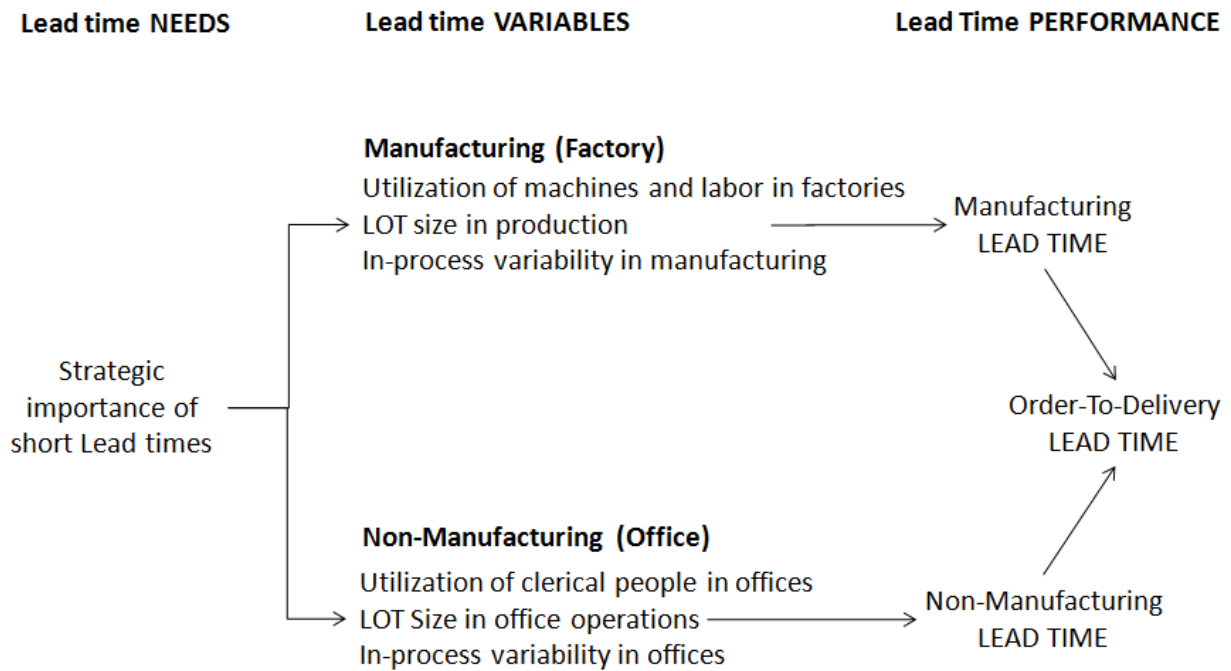 Lead time NEEDS
Lead time VARIABLES
Lead Time PERFORMANCE
Manufacturing (Factory)
Utilization of machines and labor in factories
LOT size in production
In-process variability in manufacturing
Manufacturing
LEAD TIME
Strategic
importance of
short Lead times
Order-To-Delivery
LEAD TIME
Non-Manufacturing (Office)
Utilization of clerical people in offices
LOT Size in office operations
In-process variability in offices
Non-Manufacturing
LEAD TIME